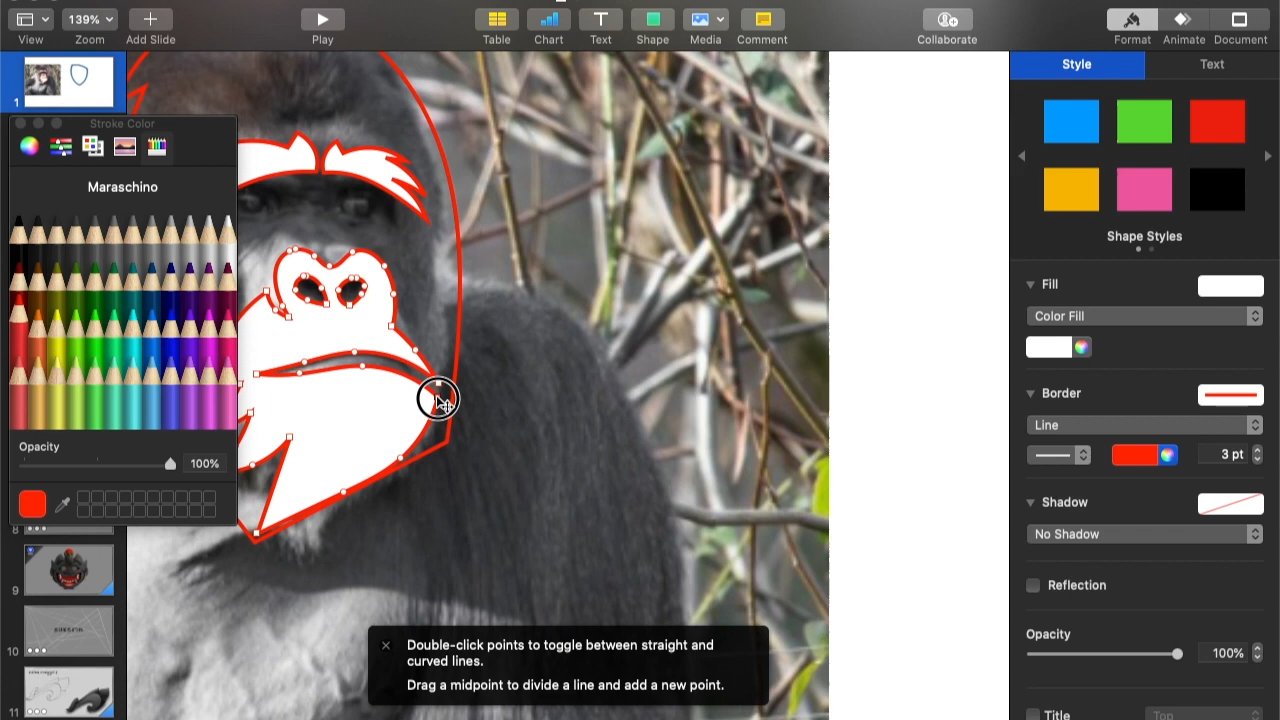 139%
View
Zoom
Add Slide
Play
Table
Chart
Text
Shape
Media
Comment
Collaborate
Format
Animate
Document
1
Stroke Color
Maraschino
Opacity
100%
8
9
10
11
Style
Text
Shape Styles
Fill
Color Fill
Border
Line
3 pt
Shadow
No Shadow
Reflection
Opacity
100%
Title
Top
Double-click points to toggle between straight and
curved lines.
Drag a midpoint to divide a line and add a new point.